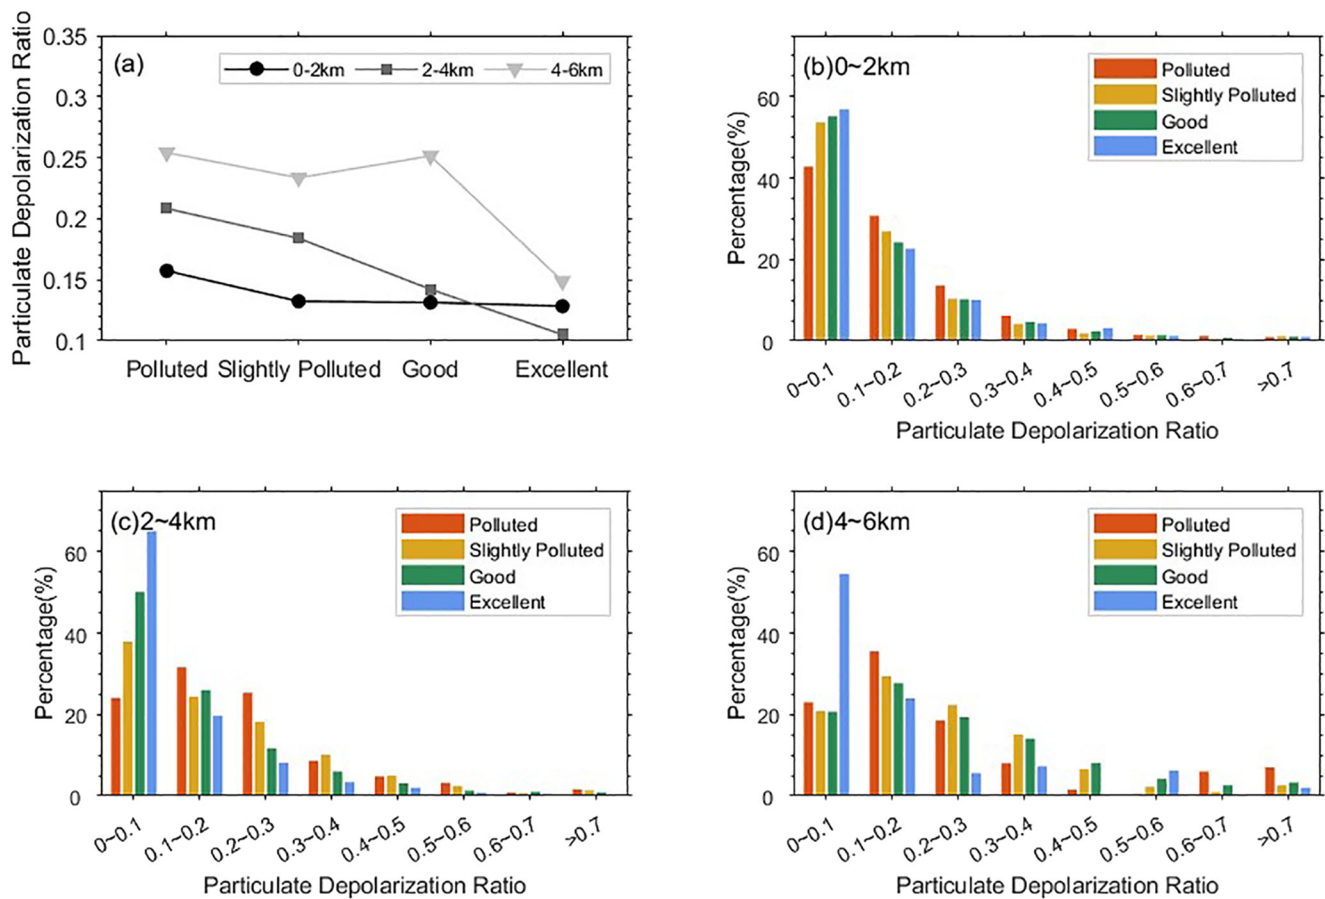 Particulate Depolarization Ratio
0.35
0.3
0.25
0.2
0.15
0.1
(a)
0-2km 2-4km 4-6km
Polluted Slightly Polluted Good Excellent
Percentage(%)
60
40
20
0
(b)0~2km
Polluted
Slightly Polluted
Good
Excellent
0~0.1 0.1~0.2 0.2~0.3 0.3~0.4 0.4~0.5 0.5~0.6 0.6~0.7 >0.7
Particulate Depolarization Ratio
Percentage(%)
60
40
20
0
(c)2~4km
Polluted
Slightly Polluted
Good
Excellent
0~0.1 0.1~0.2 0.2~0.3 0.3~0.4 0.4~0.5 0.5~0.6 0.6~0.7 >0.7
Particulate Depolarization Ratio
Percentage(%)
60
40
20
0
(d)4~6km
Polluted
Slightly Polluted
Good
Excellent
0~0.1 0.1~0.2 0.2~0.3 0.3~0.4 0.4~0.5 0.5~0.6 0.6~0.7 >0.7
Particulate Depolarization Ratio